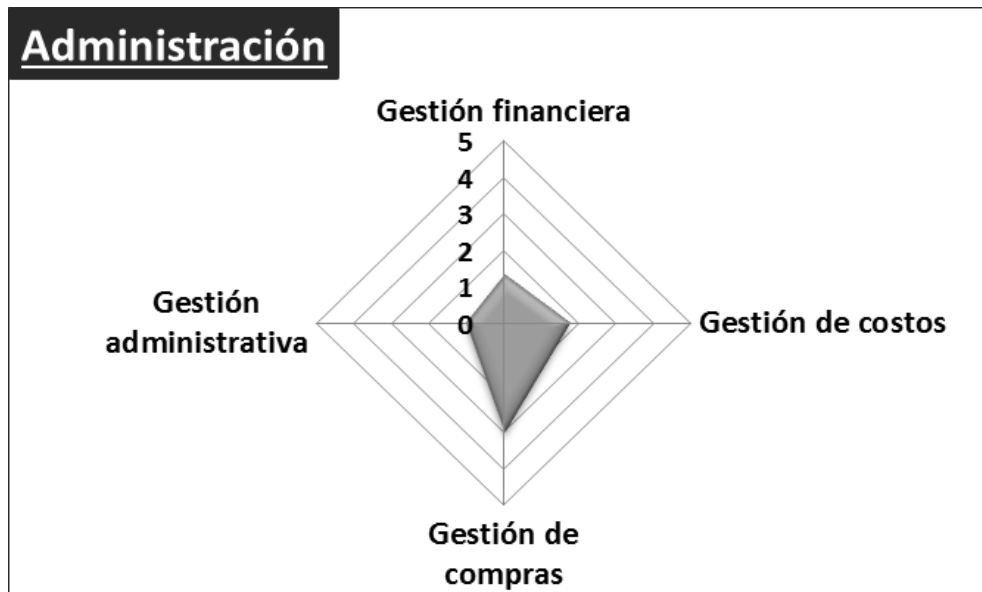 Administración
Gestión financiera
5
4
3
2
1
0
Gestión
administrativa
Gestión de costos
Gestión de
compras